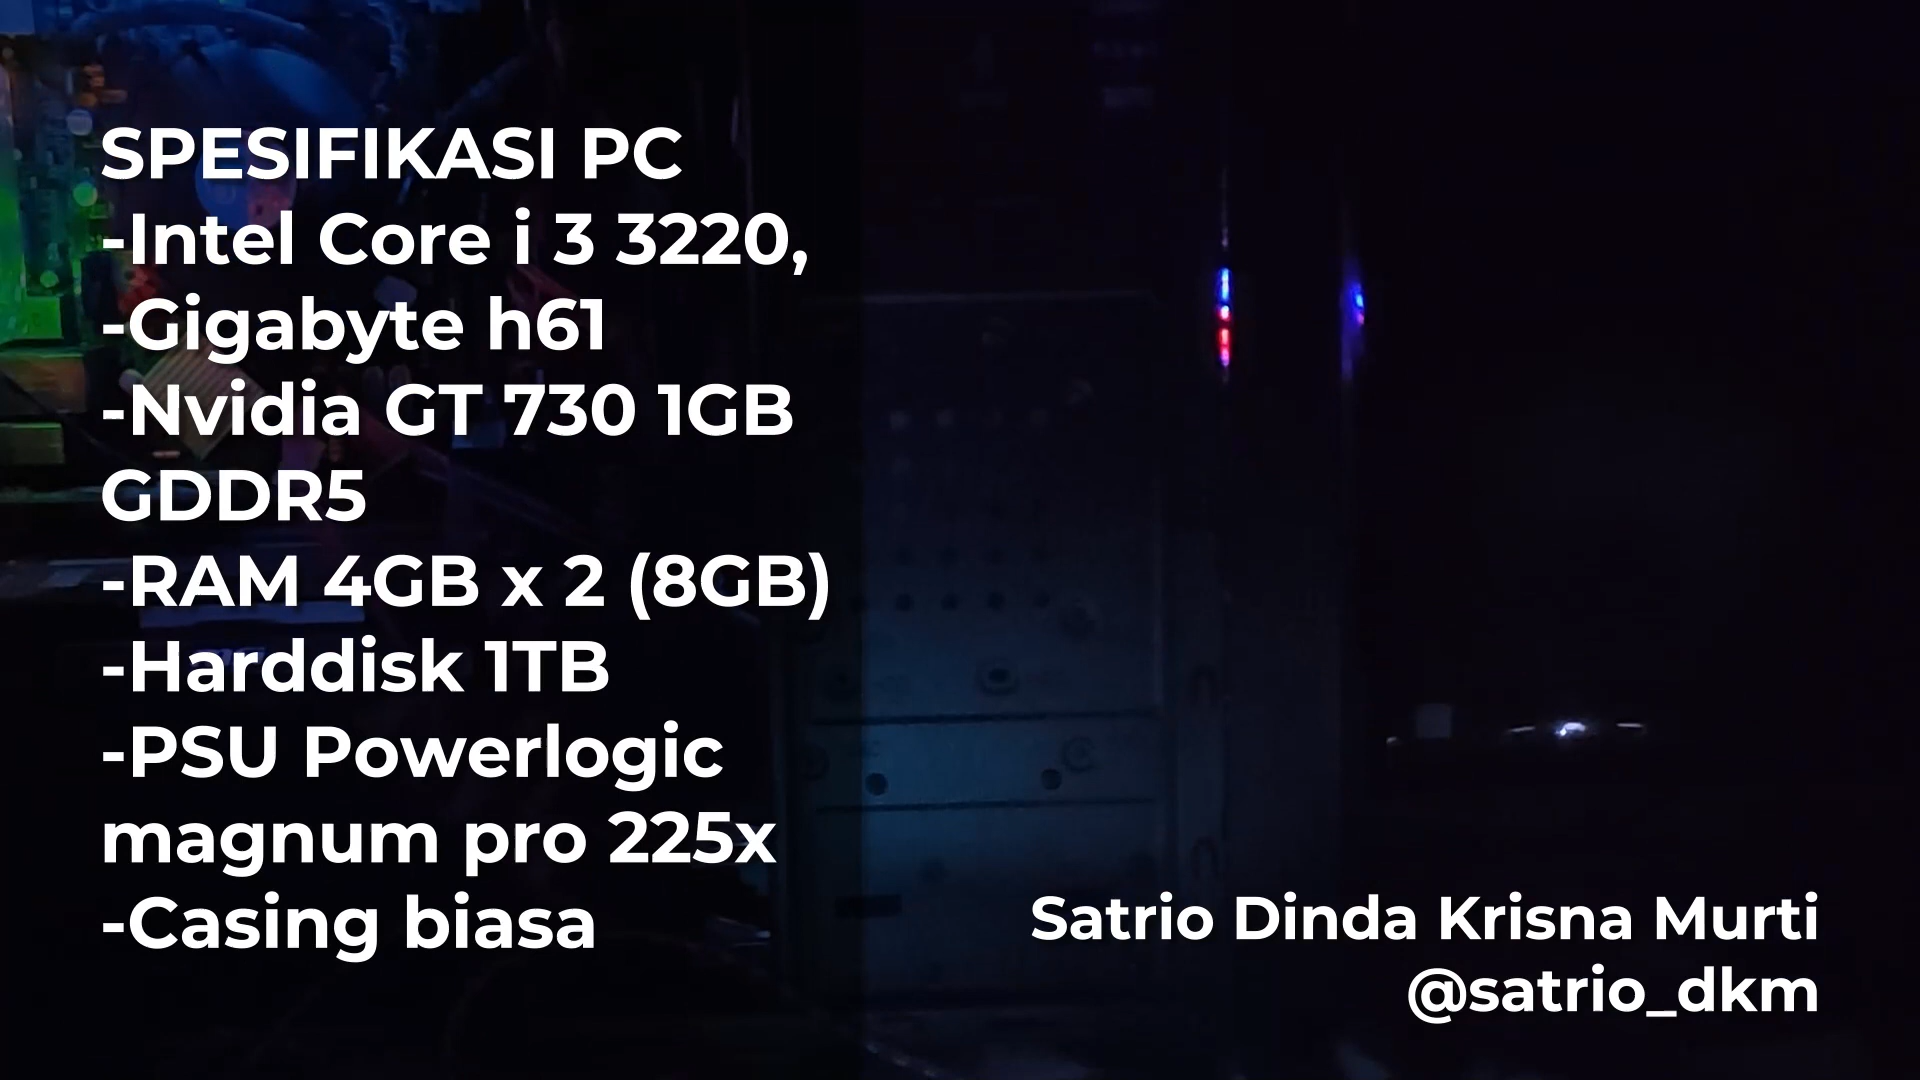 SPESIFIKASI PC
-Intel Core i 3 3220,
-Gigabyte h61
-Nvidia GT 730 1GB
GDDR5
-RAM 4GB x 2 (8GB)
-Harddisk 1TB
-PSU Powerlogic
magnum pro 225x
-Casing biasa
Satrio Dinda Krisna Murti
@satrio_dkm